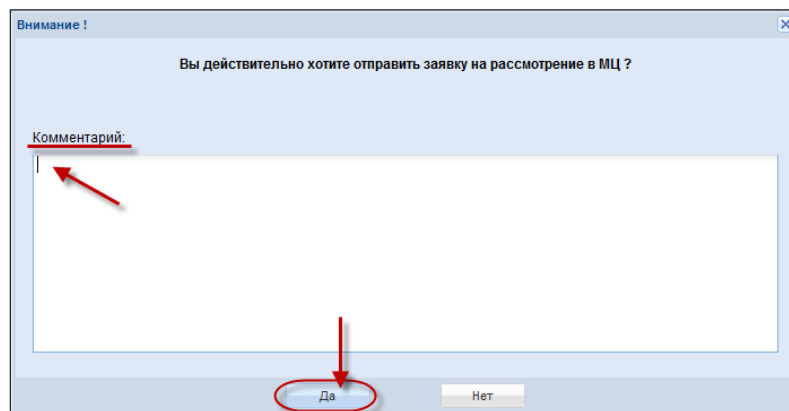 Внимание !
Вы действительно хотите отправить заявку на рассмотрение в МЦ ?
Комментарий:
Да
Нет